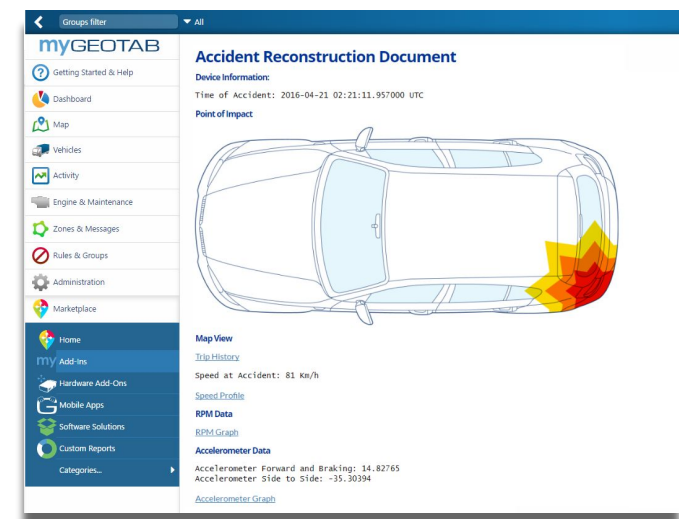 Groups filter
All
myGEOTAB
Getting Started & Help
Dashboard
Map
Vehicles
Activity
Engine & Maintenance
Zones & Messages
Rules & Groups
Administration
Marketplace
Home
my Add-Ins
Hardware Add-Ons
Mobile Apps
Software Solutions
Custom Reports
Categories...
Accident Reconstruction Document
Device Information:
Time of Accident: 2016-04-21 02:21:11.957000 UTC
Point of Impact
Map View
Trip History
Speed at Accident: 81 Km/h
Speed Profile
RPM Data
RPM Graph
Accelerometer Data
Accelerometer Forward and Braking: 14.82765
Accelerometer Side to Side: -35.30394
Accelerometer Graph